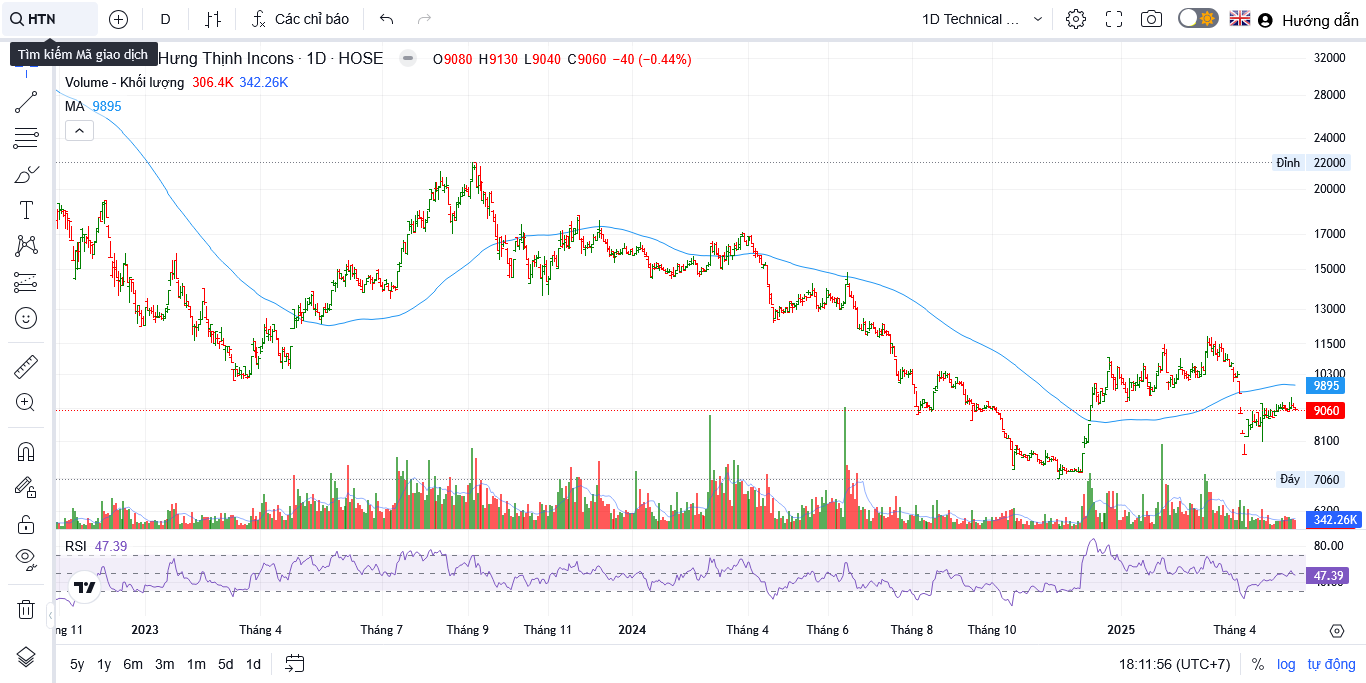 HTN
D
Các chỉ báo
1D Technical ...
Hướng dẫn
Tìm kiếm Mã giao dịch
Hưng Thịnh Incons · 1D · HOSE
O9080 H9130 L9040 C9060 −40 (−0.44%)
Volume - Khối lượng 306.4K 342.26K
MA 9895
32000
28000
24000
Đỉnh 22000
20000
17000
15000
13000
11500
10300
9895
9060
8100
Đáy 7060
342.26K
RSI 47.39
80.00
47.39
ng 11 2023 Tháng 4 Tháng 7 Tháng 9 Tháng 11 2024 Tháng 4 Tháng 6 Tháng 8 Tháng 10 2025 Tháng 4
5y 1y 6m 3m 1m 5d 1d
18:11:56 (UTC+7) % log tự động